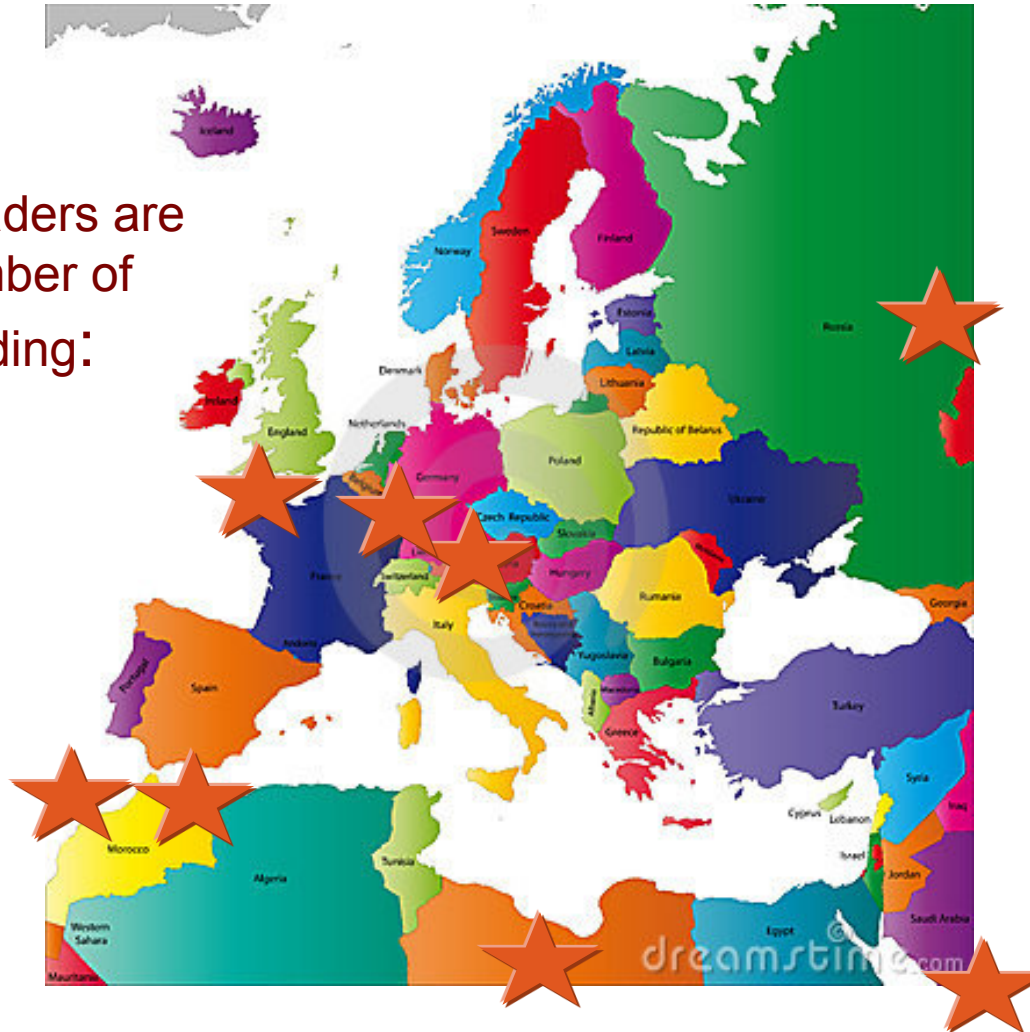 Iceland
aders are
nber of
ding:
Norway
Sweden
Finland
Russia
Estonia
Latvia
Denmark
Lithuania
Ireland
Netherlands
England
Republic of Belarus
Poland
Germany
Belgium
Ukraine
Czech Republic
Slovakia
France
Switzerland
Hungary
Rumania
Croatia
Georgia
Italy
Andorra
Yugoslavia
Bulgaria
Portugal
Spain
Macedonia
Albania
Turkey
Greece
Syria
Iraq
Cyprus
Lebanon
Morocco
Israel
Tunisia
Jordan
Algeria
Saudi Arabia
Western
Sahara
Egypt
dreamstime.com
Mauritania